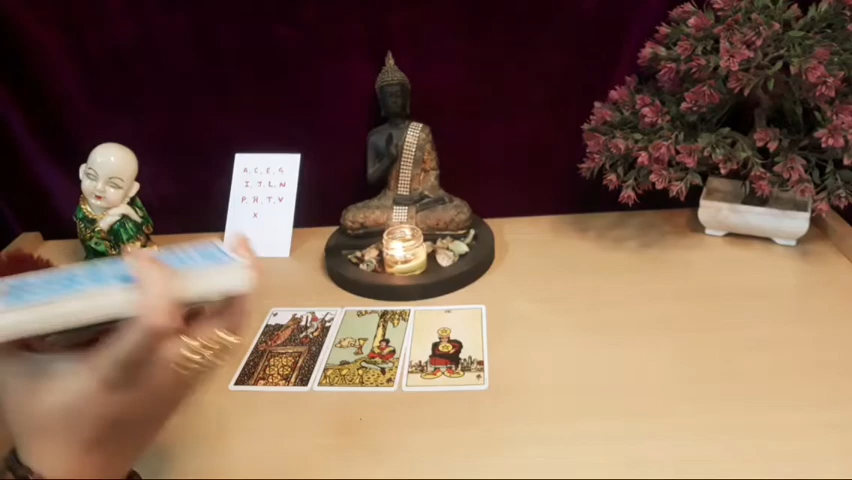 A, C, E, G
I, J, L, N
P, R, T, V
X